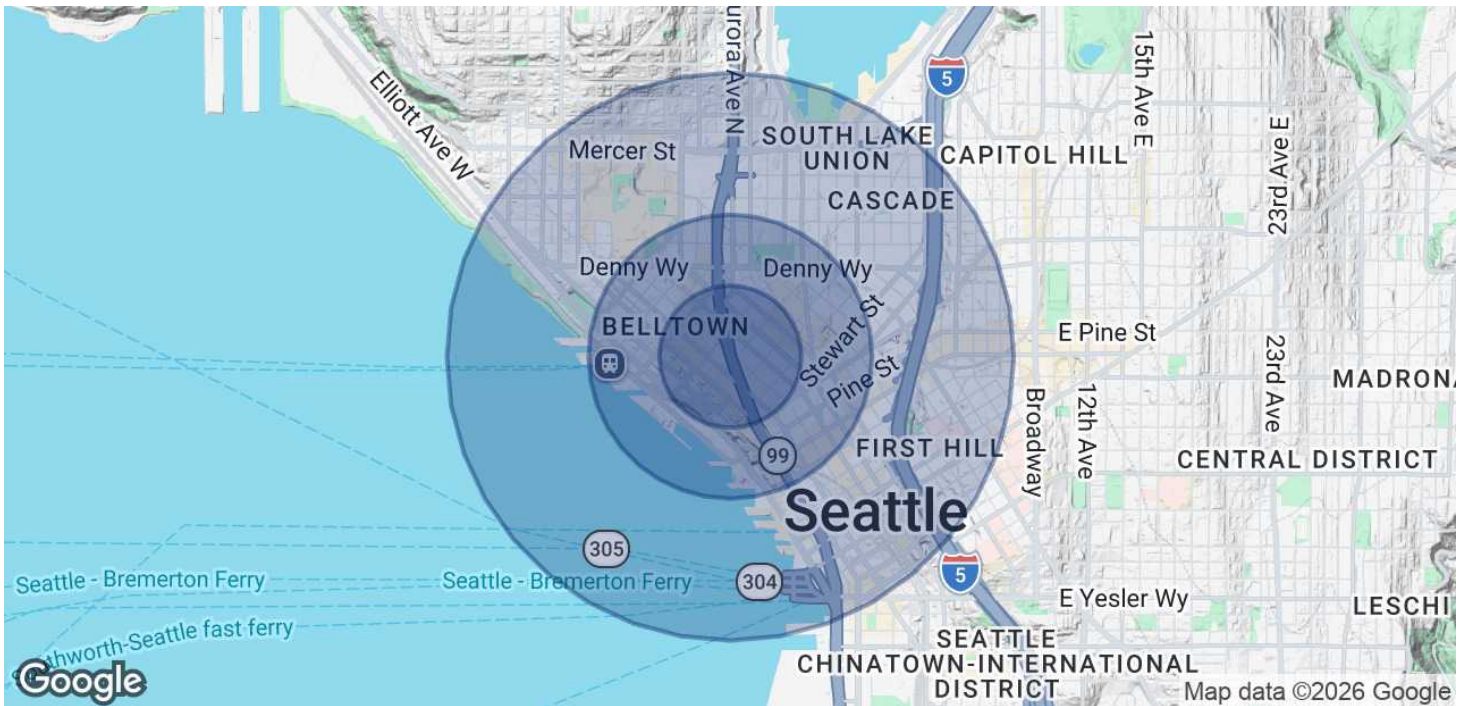 urora Ave N
5
15th Ave E
Elliott Ave W
23rd Ave E
Mercer St
SOUTH LAKE
UNION
CAPITOL HILL
CASCADE
Denny Wy
Denny Wy
BELLTOWN
Stewart St
E Pine St
Pine St
23rd Ave
MADRONA
Broadway
12th Ave
99
FIRST HILL
CENTRAL DISTRICT
Seattle
305
Seattle - Bremerton Ferry
Seattle - Bremerton Ferry
304
5
E Yesler Wy
LESCHI
thworth-Seattle fast ferry
SEATTLE
CHINATOWN-INTERNATIONAL
DISTRICT
Google
Map data ©2026 Google